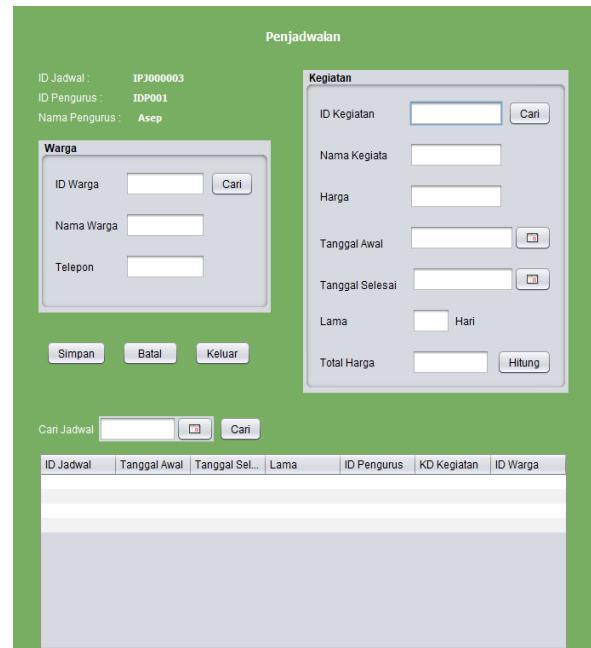 Penjadwalan
ID Jadwal : IPJ000003
ID Pengurus : IDP001
Nama Pengurus : Asep
Warga
ID Warga Cari
Nama Warga
Telepon
Kegiatan
ID Kegiatan Cari
Nama Kegiata
Harga
Tanggal Awal
Tanggal Selesai
Lama Hari
Total Harga Hitung
Simpan Batal Keluar
Cari Jadwal Cari
ID Jadwal Tanggal Awal Tanggal Sel... Lama ID Pengurus KD Kegiatan ID Warga